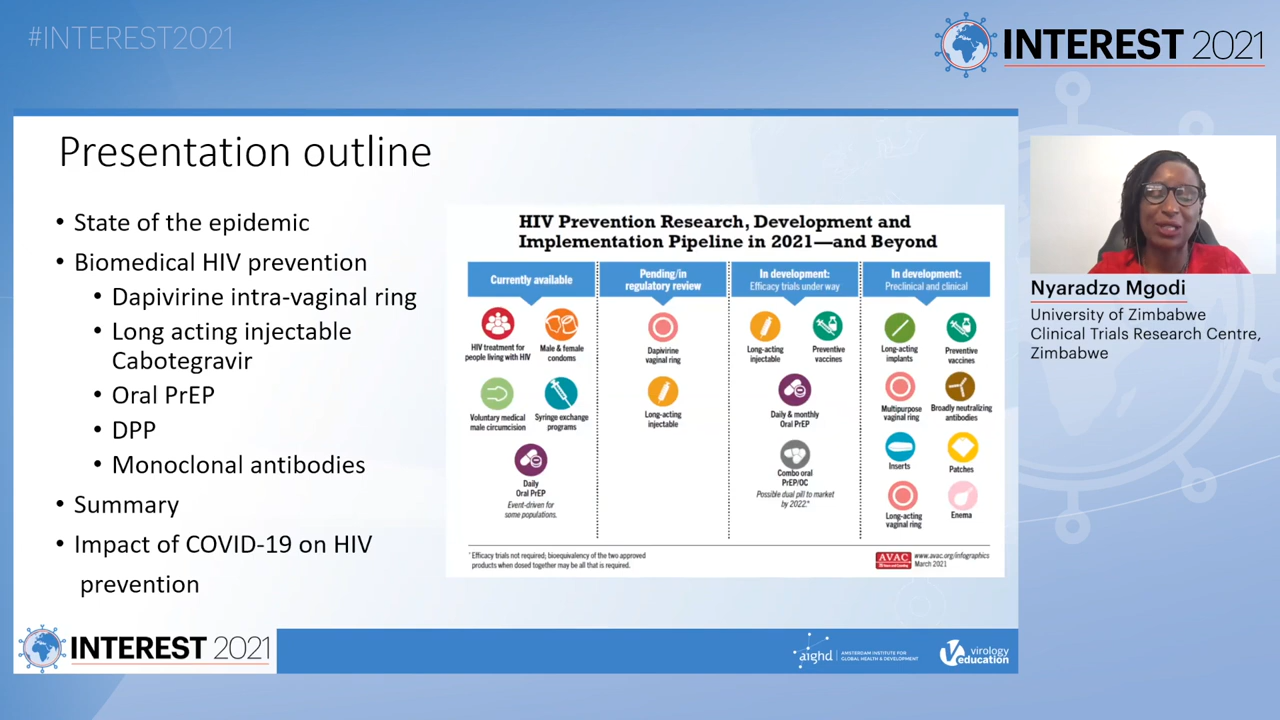 #INTEREST2021
INTEREST 2021
Presentation outline
• State of the epidemic
• Biomedical HIV prevention
• Dapivirine intra-vaginal ring
• Long acting injectable
Cabotegravir
• Oral PrEP
• DPP
• Monoclonal antibodies
• Summary
• Impact of COVID-19 on HIV
prevention
HIV Prevention Research, Development and
Implementation Pipeline in 2021—and Beyond
Currently available
HIV treatment for
people living with HIV
Male & female
condoms
Voluntary medical
male circumcision
Syringe exchange
programs
Daily
Oral PrEP
Event-driven for
some populations.
Pending/in
regulatory review
Dapivirine
vaginal ring
Long-acting
injectable
In development:
Efficacy trials under way
Long-acting
injectable
Preventive
vaccines
Daily & monthly
Oral PrEP
Combo oral
PrEP/OC
Possible dual pill to market
by 2022.*
In development:
Preclinical and clinical
Long-acting
implants
Preventive
vaccines
Multipurpose
vaginal ring
Broadly neutralizing
antibodies
Inserts
Patches
Long-acting
vaginal ring
Enema
* Efficacy trials not required; bioequivalency of the two approved
products when dosed together may be all that is required.
AVAC
www.avac.org/infographics
March 2021
Nyaradzo Mgodi
University of Zimbabwe
Clinical Trials Research Centre,
Zimbabwe
INTEREST 2021
aighd
AMSTERDAM INSTITUTE FOR
GLOBAL HEALTH & DEVELOPMENT
virology
education